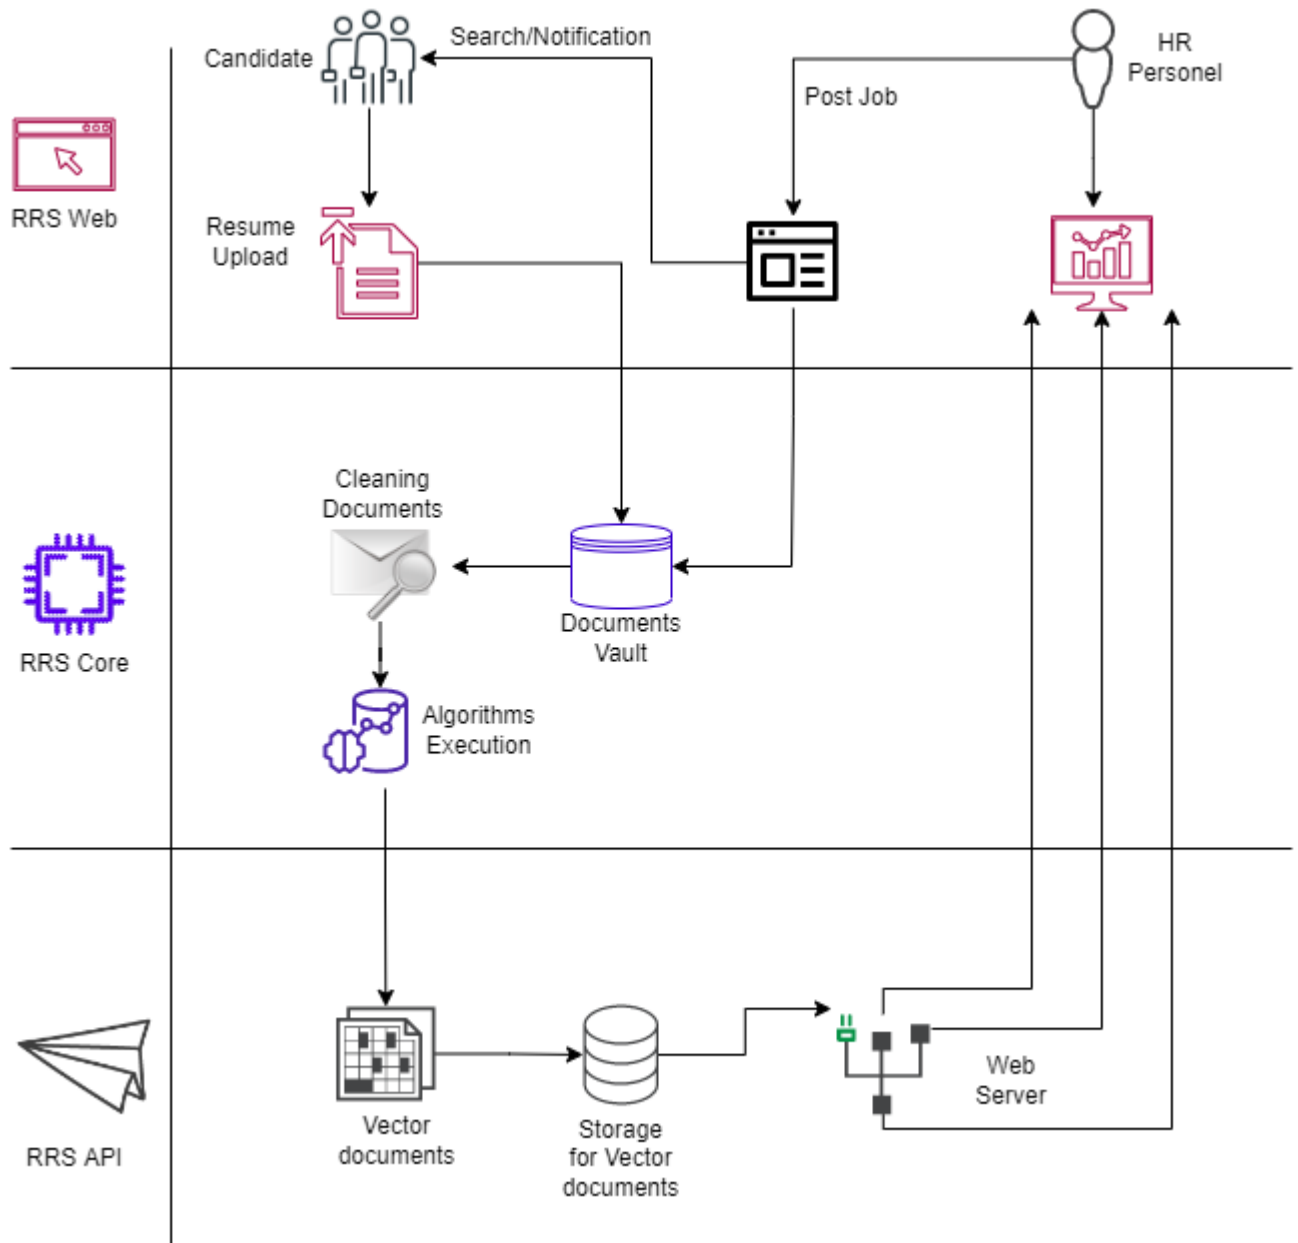 Search/Notification
Candidate
HR
Personel
Post Job
RRS Web
Resume
Upload
Cleaning
Documents
Documents
Vault
RRS Core
Algorithms
Execution
Web
Server
Vector
documents
Storage
for Vector
documents
RRS API